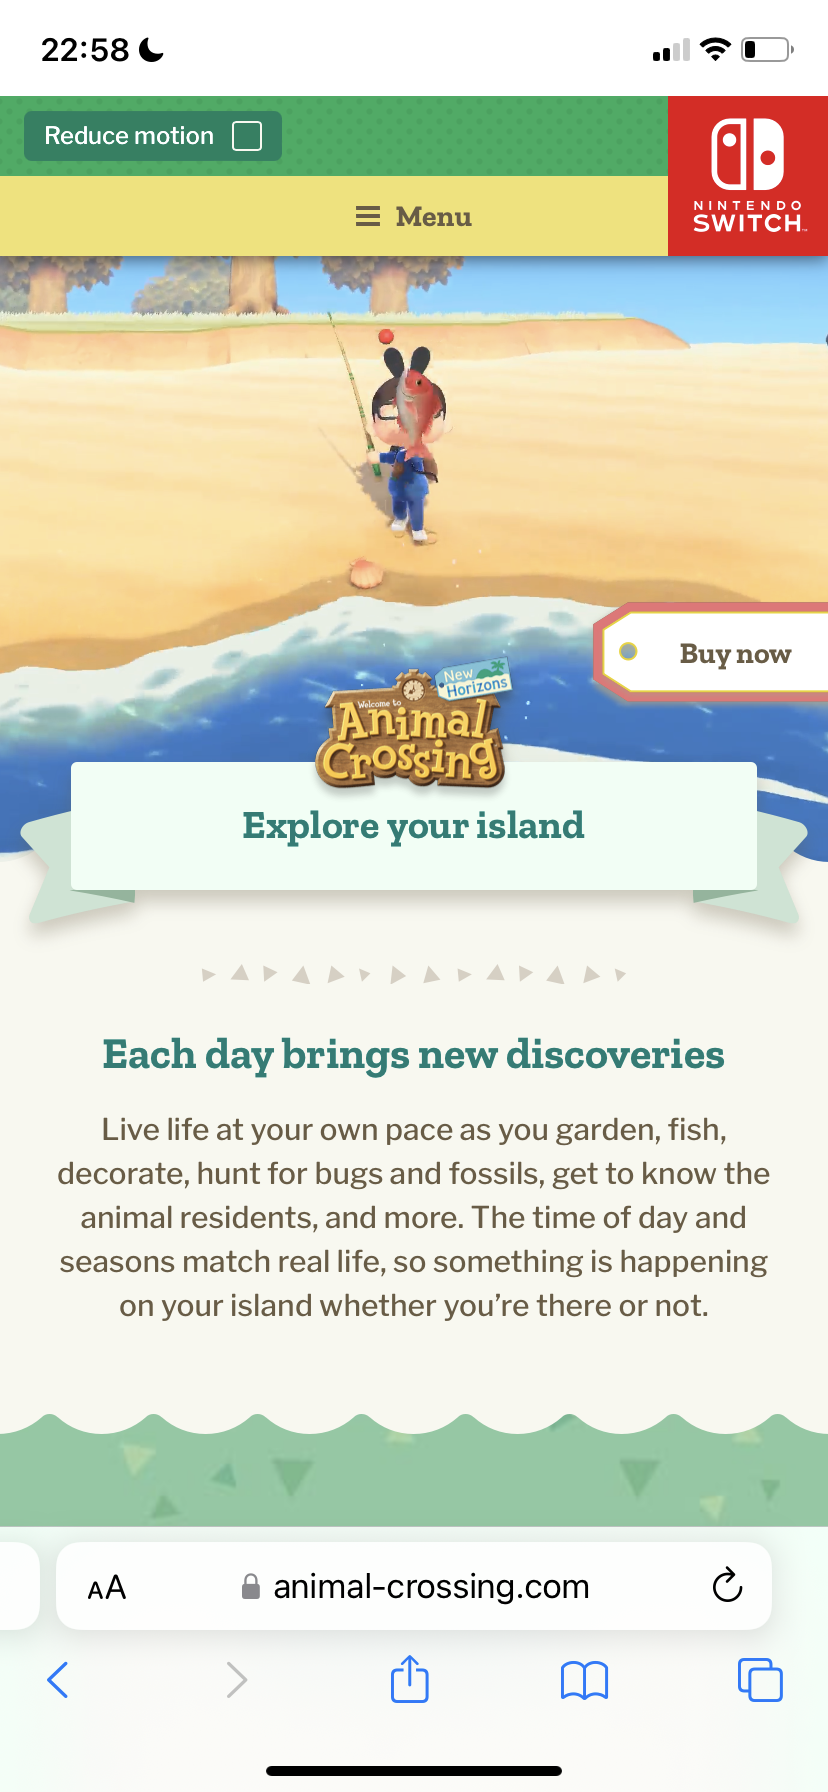 22:58
Reduce motion
NINTENDO
SWITCH™
Menu
Buy now
New
Horizons
Welcome to
Animal
Crossing
Explore your island
Each day brings new discoveries
Live life at your own pace as you garden, fish,
decorate, hunt for bugs and fossils, get to know the
animal residents, and more. The time of day and
seasons match real life, so something is happening
on your island whether you’re there or not.
AA
animal-crossing.com